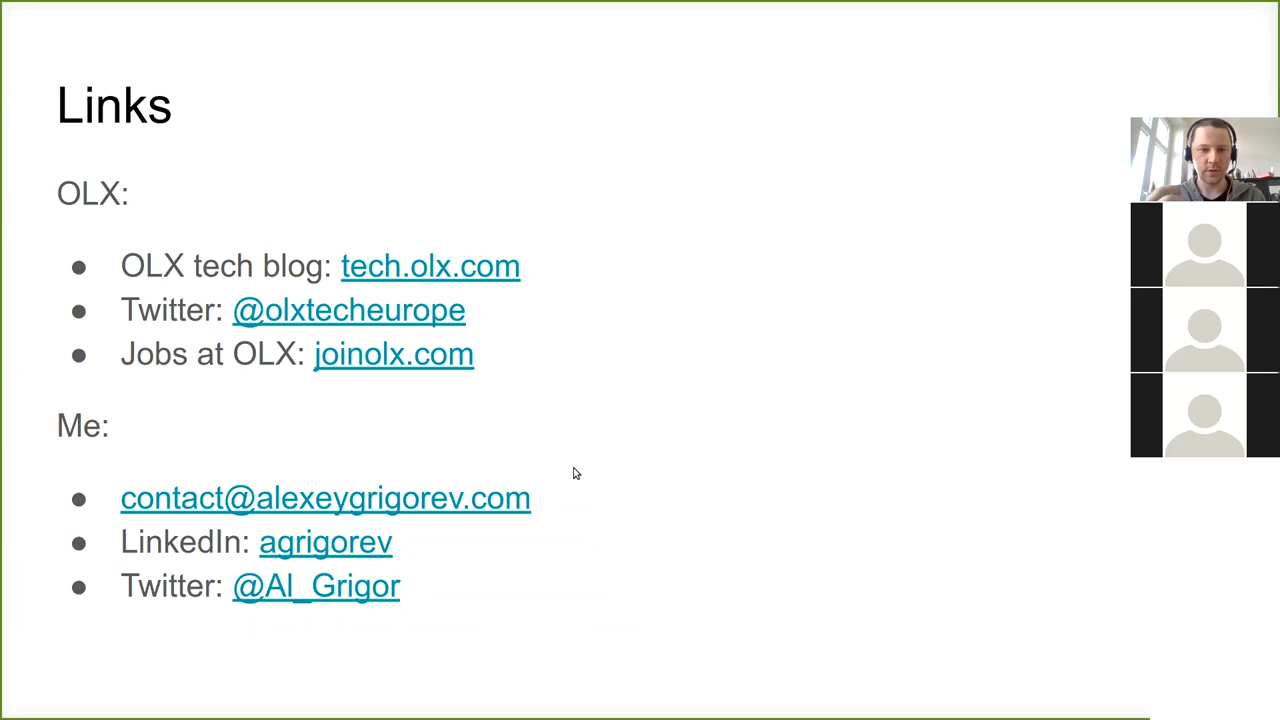 Links
OLX:
● OLX tech blog: tech.olx.com
● Twitter: @olxtecheurope
● Jobs at OLX: joinolx.com
Me:
● contact@alexeygrigorev.com
● LinkedIn: agrigorev
● Twitter: @Al_Grigor